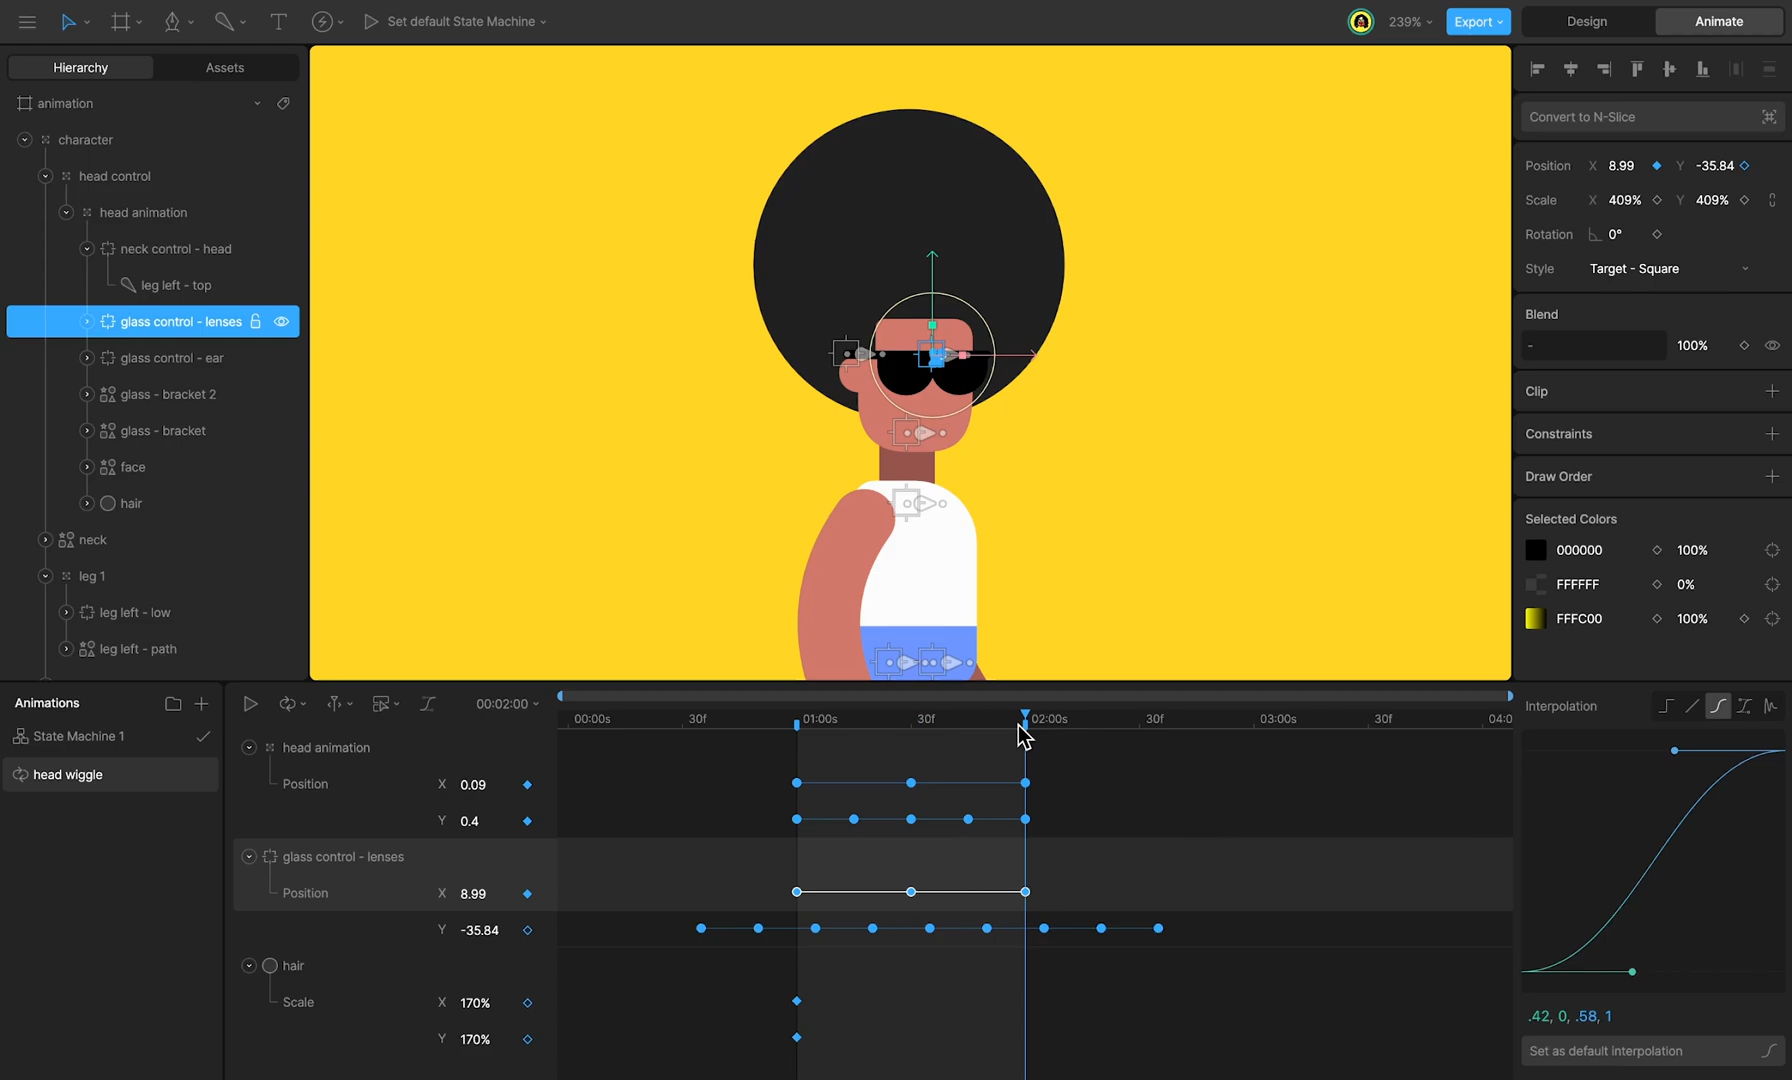 Set default State Machine
239%
Export
Design
Animate
Hierarchy
Assets
animation
character
head control
head animation
neck control - head
leg left - top
glass control - lenses
glass control - ear
glass - bracket 2
glass - bracket
face
hair
neck
leg 1
leg left - low
leg left - path
Convert to N-Slice
Position X 8.99 Y -35.84
Scale X 409% Y 409%
Rotation 0°
Style Target - Square
Blend
- 100%
Clip
Constraints
Draw Order
Selected Colors
000000 100%
FFFFFF 0%
FFFC00 100%
Animations
State Machine 1
head wiggle
00:02:00
00:00s 30f 01:00s 30f 02:00s 30f 03:00s 30f 04:0
head animation
Position X 0.09
Y 0.4
glass control - lenses
Position X 8.99
Y -35.84
hair
Scale X 170%
Y 170%
Interpolation
.42, 0, .58, 1
Set as default interpolation